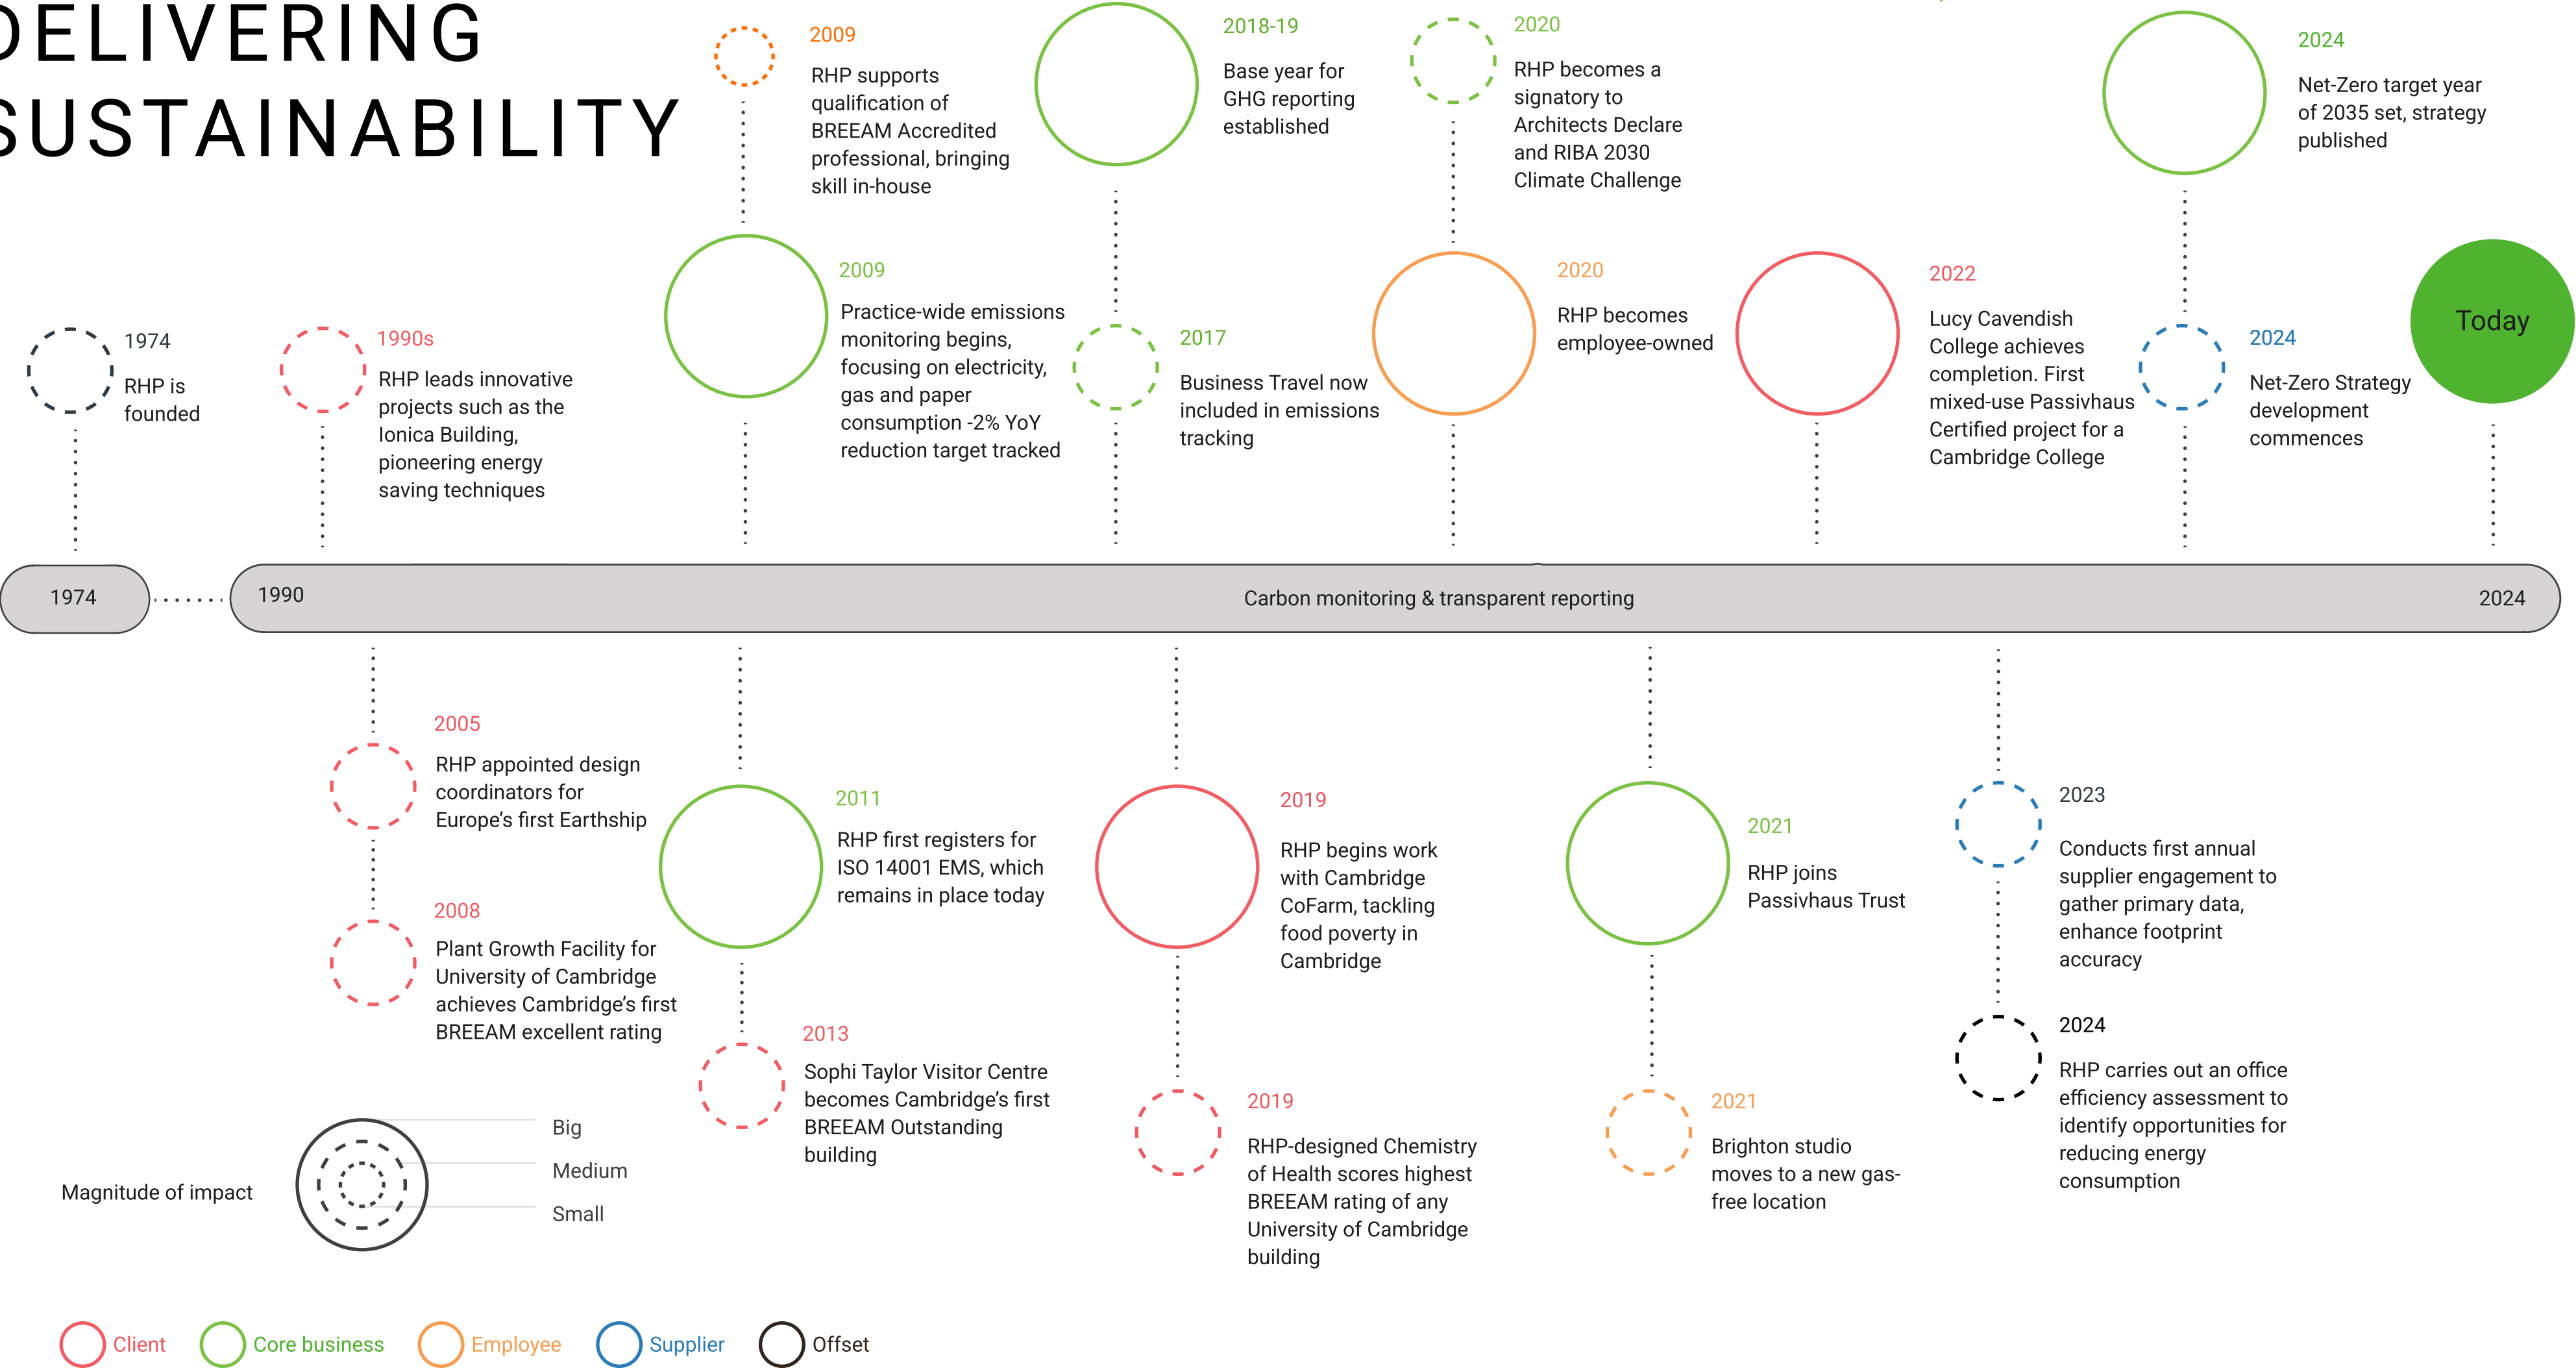 DELIVERING
SUSTAINABILITY
2009
RHP supports
qualification of
BREEAM Accredited
professional, bringing
skill in-house
2018-19
Base year for
GHG reporting
established
2020
RHP becomes a
signatory to
Architects Declare
and RIBA 2030
Climate Challenge
2024
Net-Zero target year
of 2035 set, strategy
published
1974
RHP is
founded
1990s
RHP leads innovative
projects such as the
Ionica Building,
pioneering energy
saving techniques
2009
Practice-wide emissions
monitoring begins,
focusing on electricity,
gas and paper
consumption -2% YoY
reduction target tracked
2017
Business Travel now
included in emissions
tracking
2020
RHP becomes
employee-owned
2022
Lucy Cavendish
College achieves
completion. First
mixed-use Passivhaus
Certified project for a
Cambridge College
2024
Net-Zero Strategy
development
commences
Today
1974
1990
Carbon monitoring & transparent reporting
2024
2005
RHP appointed design
coordinators for
Europe’s first Earthship
2008
Plant Growth Facility for
University of Cambridge
achieves Cambridge’s first
BREEAM excellent rating
2011
RHP first registers for
ISO 14001 EMS, which
remains in place today
2013
Sophi Taylor Visitor Centre
becomes Cambridge’s first
BREEAM Outstanding
building
2019
RHP begins work
with Cambridge
CoFarm, tackling
food poverty in
Cambridge
2019
RHP-designed Chemistry
of Health scores highest
BREEAM rating of any
University of Cambridge
building
2021
RHP joins
Passivhaus Trust
2021
Brighton studio
moves to a new gas-
free location
2023
Conducts first annual
supplier engagement to
gather primary data,
enhance footprint
accuracy
2024
RHP carries out an office
efficiency assessment to
identify opportunities for
reducing energy
consumption
Magnitude of impact
Big
Medium
Small
Client
Core business
Employee
Supplier
Offset